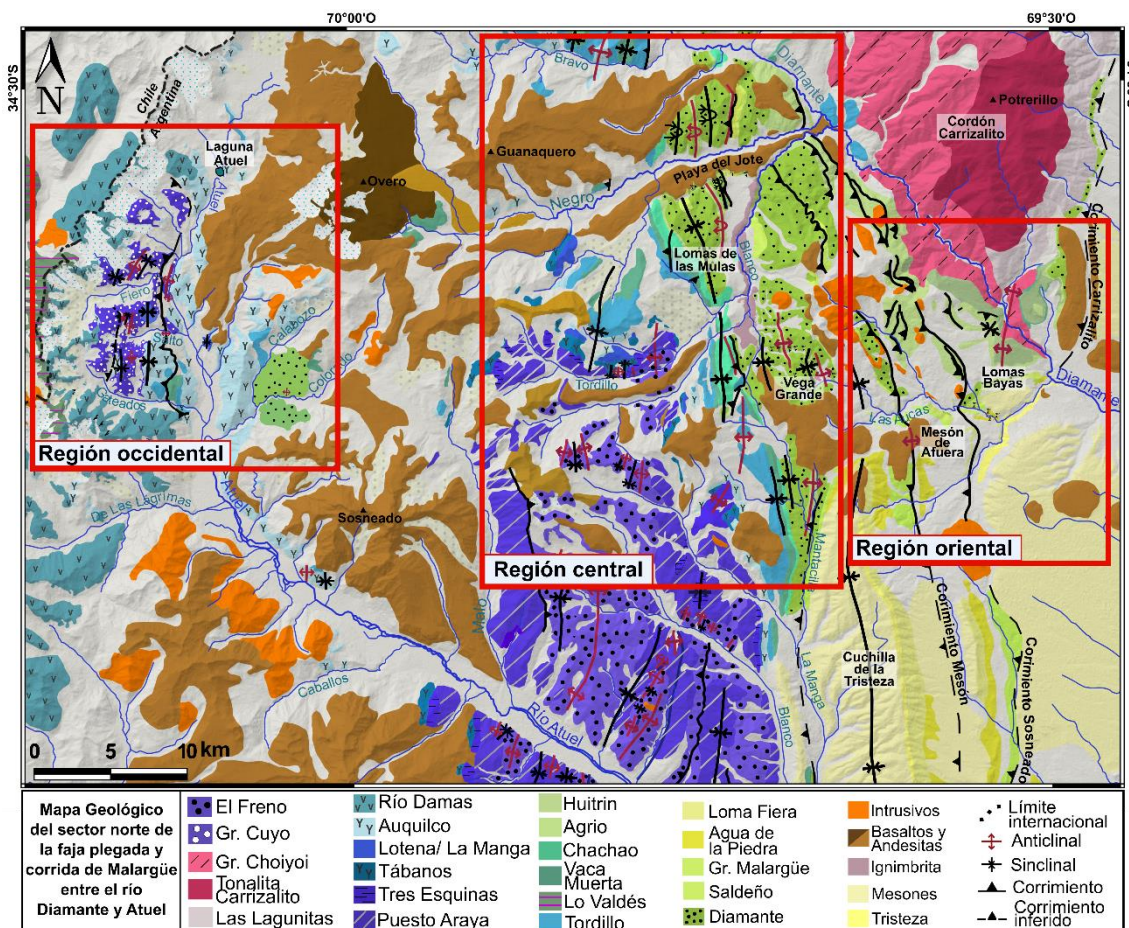 70°00'O
69°30'O
34°30'S
N
Chile
Argentina
Laguna
Atuel
Atuel
Overo
Guanaquero
Bravo
Diamante
Negro
Playa del Jote
Potrerillo
Cordón
Carrizalito
Corrimiento Carrizalito
Lomas de
las Mulas
Blanco
Fiero
Salto
Gateados
Calabozo
Colorado
Región occidental
Tordillo
Vega
Grande
Lomas
Bayas
Diamante
Las Aucas
Mesón
de
Afuera
De Las Lágrimas
Atuel
Sosneado
Región central
Región oriental
Malo
Caballos
Río Atuel
La Manga
Blanco
Cuchilla
de la
Tristeza
Corimiento Mesón
Corimiento Sosneado
0 5 10 km
Mapa Geológico
del sector norte de
la faja plegada y
corrida de Malargüe
entre el río
Diamante y Atuel
El Freno
Gr. Cuyo
Gr. Choiyoi
Tonalita
Carrizalito
Las Lagunitas
Río Damas
Auquilco
Lotena/ La Manga
Tábanos
Tres Esquinas
Puesto Araya
Huitrin
Agrio
Chachao
Vaca
Muerta
Lo Valdés
Tordillo
Loma Fiera
Agua de
la Piedra
Gr. Malargüe
Saldeño
Diamante
Intrusivos
Basaltos y
Andesitas
Ignimbrita
Mesones
Tristeza
Límite
internacional
Anticlinal
Sinclinal
Corrimiento
Corrimiento
inferido